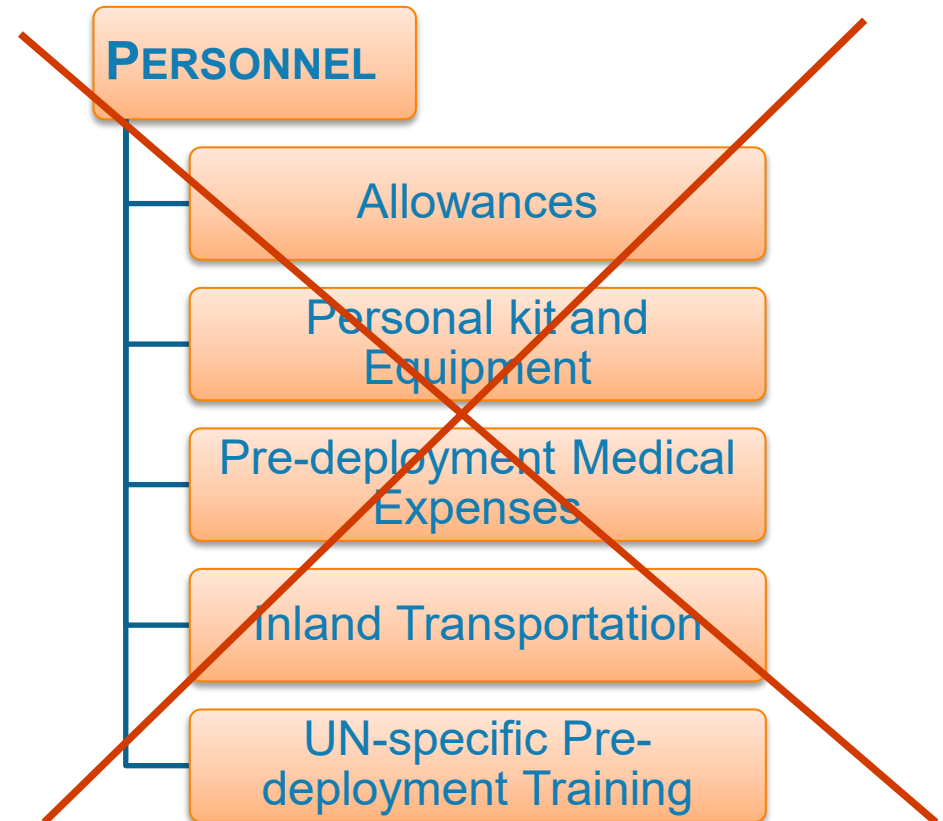 PERSONNEL
Allowances
Personal kit and
Equipment
Pre-deployment Medical
Expenses
Inland Transportation
UN-specific Pre-
deployment Training